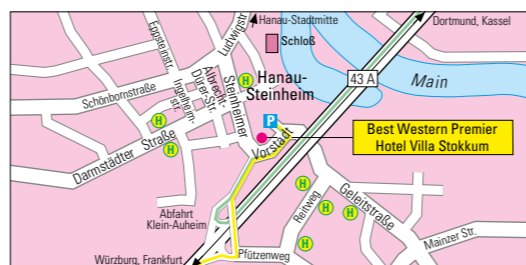 Hanau-Stadtmitte
Dortmund, Kassel
Eppsteinstr.
Ludwigstr.
Schloß
43 A
Main
Hanau-
Steinheim
Schönbornstraße
Ingelheim-
str.
Albrecht-
Dürer-Str.
Steinheimer
H
P
Vorstadt
Best Western Premier
Hotel Villa Stokkum
H
Darmstädter Straße
H
H
Geleitstraße
Reitweg
H
H
Abfahrt
Klein-Auheim
Mainzer Str.
H
Pfützenweg
Würzburg, Frankfurt